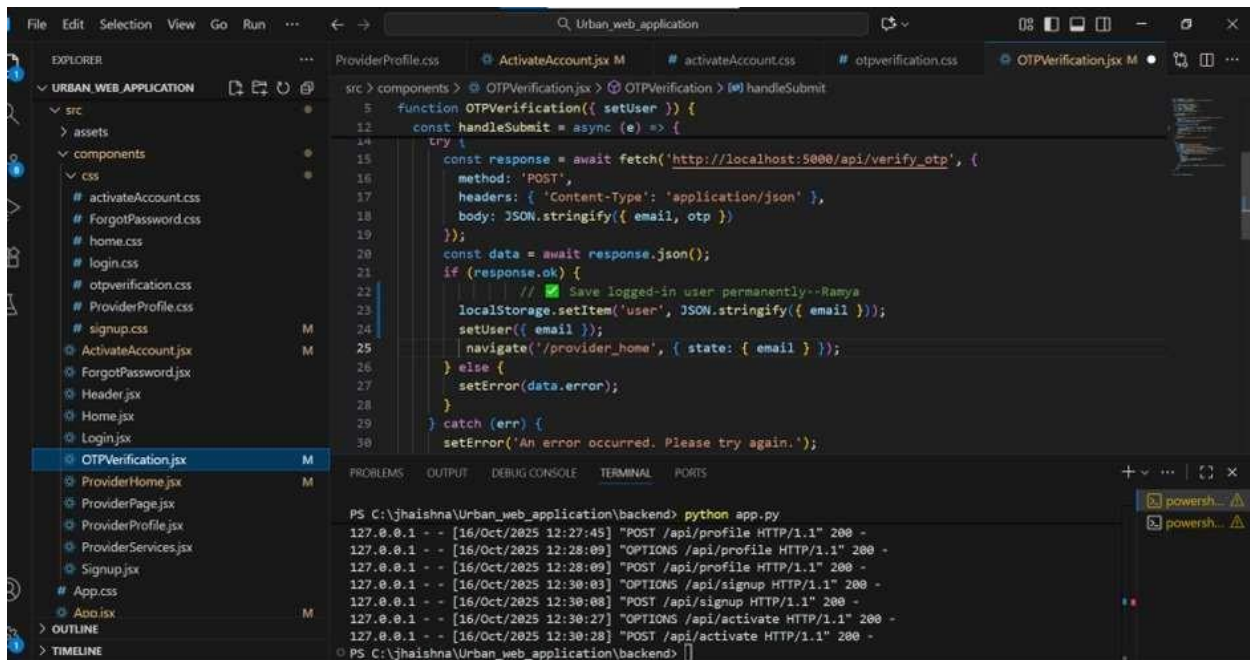 File Edit Selection View Go Run ··· Urban_web_application
EXPLORER ···
URBAN_WEB_APPLICATION
src
assets
components
css
# activateAccount.css
# ForgotPassword.css
# home.css
# login.css
# otpverification.css
# ProviderProfile.css
# signup.css M
ActivateAccount.jsx M
ForgotPassword.jsx
Header.jsx
Home.jsx
Login.jsx
OTPVerification.jsx M
ProviderHome.jsx M
ProviderPage.jsx
ProviderProfile.jsx
ProviderServices.jsx
Signup.jsx
# App.css
App.jsx M
OUTLINE
TIMELINE
ProviderProfile.css ActivateAccount.jsx M # activateAccount.css # otpverification.css OTPVerification.jsx M ●
src > components > OTPVerification.jsx > OTPVerification > handleSubmit
5 function OTPVerification({ setUser }) {
12 const handleSubmit = async (e) => {
14 try {
15 const response = await fetch('http://localhost:5000/api/verify_otp', {
16 method: 'POST',
17 headers: { 'Content-Type': 'application/json' },
18 body: JSON.stringify({ email, otp })
19 });
20 const data = await response.json();
21 if (response.ok) {
22 // ✅ Save logged-in user permanently--Ramya
23 localStorage.setItem('user', JSON.stringify({ email }));
24 setUser({ email });
25 navigate('/provider_home', { state: { email } });
26 } else {
27 setError(data.error);
28 }
29 } catch (err) {
30 setError('An error occurred. Please try again.');
PROBLEMS OUTPUT DEBUG CONSOLE TERMINAL PORTS
PS C:\jhaishna\Urban_web_application\backend> python app.py
127.0.0.1 - - [16/Oct/2025 12:27:45] "POST /api/profile HTTP/1.1" 200 -
127.0.0.1 - - [16/Oct/2025 12:28:09] "OPTIONS /api/profile HTTP/1.1" 200 -
127.0.0.1 - - [16/Oct/2025 12:28:09] "POST /api/profile HTTP/1.1" 200 -
127.0.0.1 - - [16/Oct/2025 12:30:03] "OPTIONS /api/signup HTTP/1.1" 200 -
127.0.0.1 - - [16/Oct/2025 12:30:08] "POST /api/signup HTTP/1.1" 200 -
127.0.0.1 - - [16/Oct/2025 12:30:27] "OPTIONS /api/activate HTTP/1.1" 200 -
127.0.0.1 - - [16/Oct/2025 12:30:28] "POST /api/activate HTTP/1.1" 200 -
PS C:\jhaishna\Urban_web_application\backend>
powersh...
powersh...